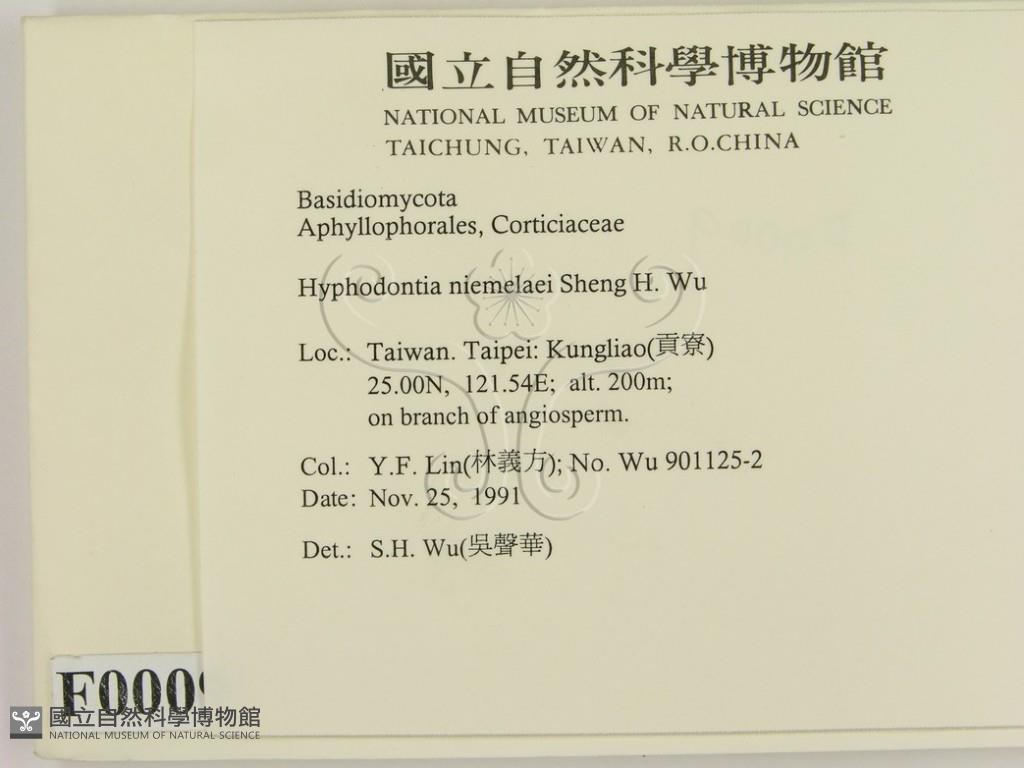 國立自然科學博物館
NATIONAL MUSEUM OF NATURAL SCIENCE
TAICHUNG, TAIWAN, R.O.CHINA
Basidiomycota
Aphyllophorales, Corticiaceae
Hyphodontia niemelaei Sheng H. Wu
Loc.: Taiwan. Taipei: Kungliao(貢寮)
25.00N, 121.54E; alt. 200m;
on branch of angiosperm.
Col.: Y.F. Lin(林義方); No. Wu 901125-2
Date: Nov. 25, 1991
Det.: S.H. Wu(吳聲華)
F000
國立自然科學博物館
NATIONAL MUSEUM OF NATURAL SCIENCE